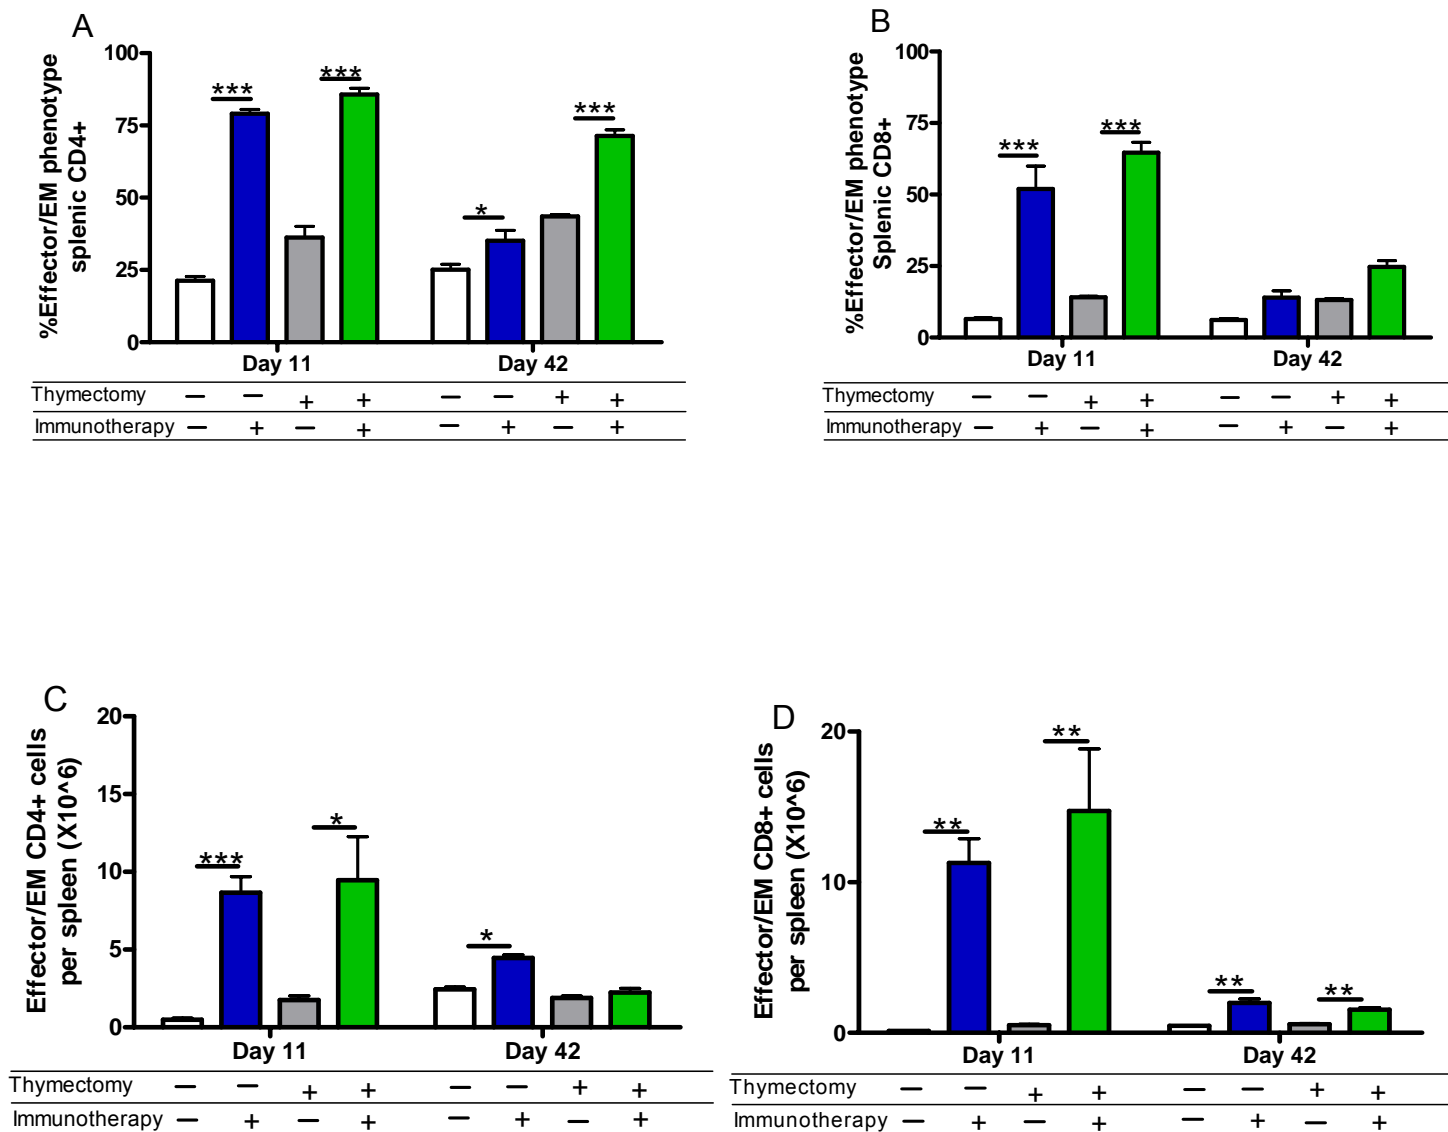 A
%Effector/EM phenotype
splenic CD4+
100
75
50
25
0
***
***
*
***
Day 11
Day 42
Thymectomy — — + + — — + +
Immunotherapy — + — + — + — +
B
%Effector/EM phenotype
Splenic CD8+
100
75
50
25
0
***
***
Day 11
Day 42
Thymectomy — — + + — — + +
Immunotherapy — + — + — + — +
C
Effector/EM CD4+ cells
per spleen (X10^6)
20
15
10
5
0
***
*
*
Day 11
Day 42
Thymectomy — — + + — — + +
Immunotherapy — + — + — + — +
D
Effector/EM CD8+ cells
per spleen (X10^6)
20
10
0
**
**
**
**
Day 11
Day 42
Thymectomy — — + + — — + +
Immunotherapy — + — + — + — +